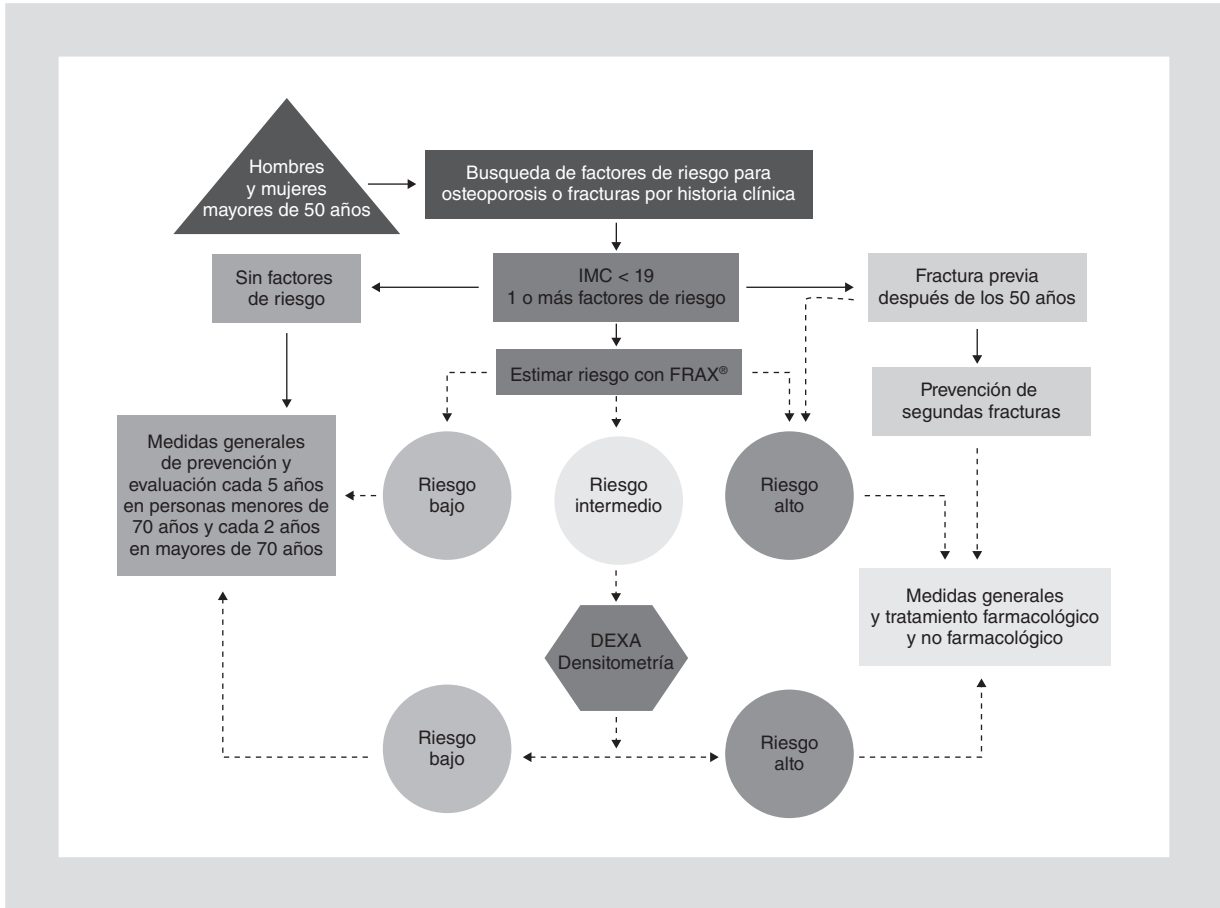 Hombres
y mujeres
mayores de 50 años
Busqueda de factores de riesgo para
osteoporosis o fracturas por historia clínica
Sin factores
de riesgo
IMC < 19
1 o más factores de riesgo
Fractura previa
después de los 50 años
Estimar riesgo con FRAX®
Prevención de
segundas fracturas
Medidas generales
de prevención y
evaluación cada 5 años
en personas menores de
70 años y cada 2 años
en mayores de 70 años
Riesgo
bajo
Riesgo
intermedio
Riesgo
alto
Medidas generales
y tratamiento farmacológico
y no farmacológico
DEXA
Densitometría
Riesgo
bajo
Riesgo
alto